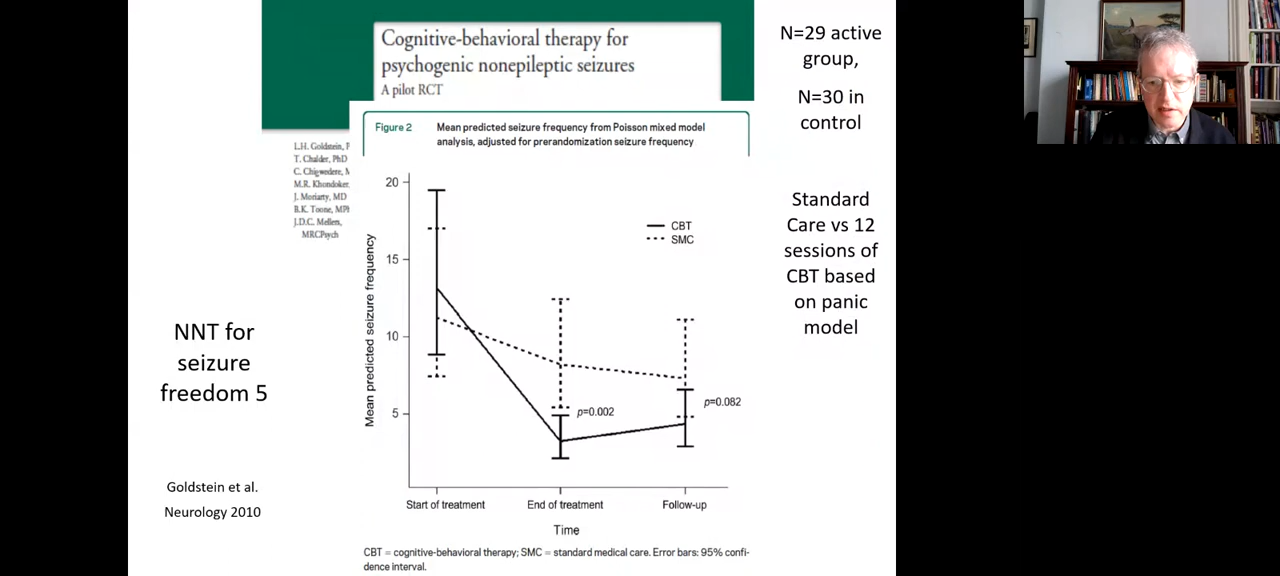 Cognitive-behavioral therapy for
psychogenic nonepileptic seizures
A pilot RCT
L.H. Goldstein, P
T. Chalder, PhD
C. Chigwedere, M
M.R. Khondoker,
J. Moriarty, MD
B.K. Toone, MPh
J.D.C. Mellers,
MRCPsych
Figure 2
Mean predicted seizure frequency from Poisson mixed model
analysis, adjusted for prerandomization seizure frequency
Mean predicted seizure frequency
20
15
10
5
CBT
SMC
p=0.002
p=0.082
Start of treatment
End of treatment
Follow-up
Time
CBT = cognitive-behavioral therapy; SMC = standard medical care. Error bars: 95% confi-
dence interval.
NNT for
seizure
freedom 5
Goldstein et al.
Neurology 2010
N=29 active
group,
N=30 in
control
Standard
Care vs 12
sessions of
CBT based
on panic
model